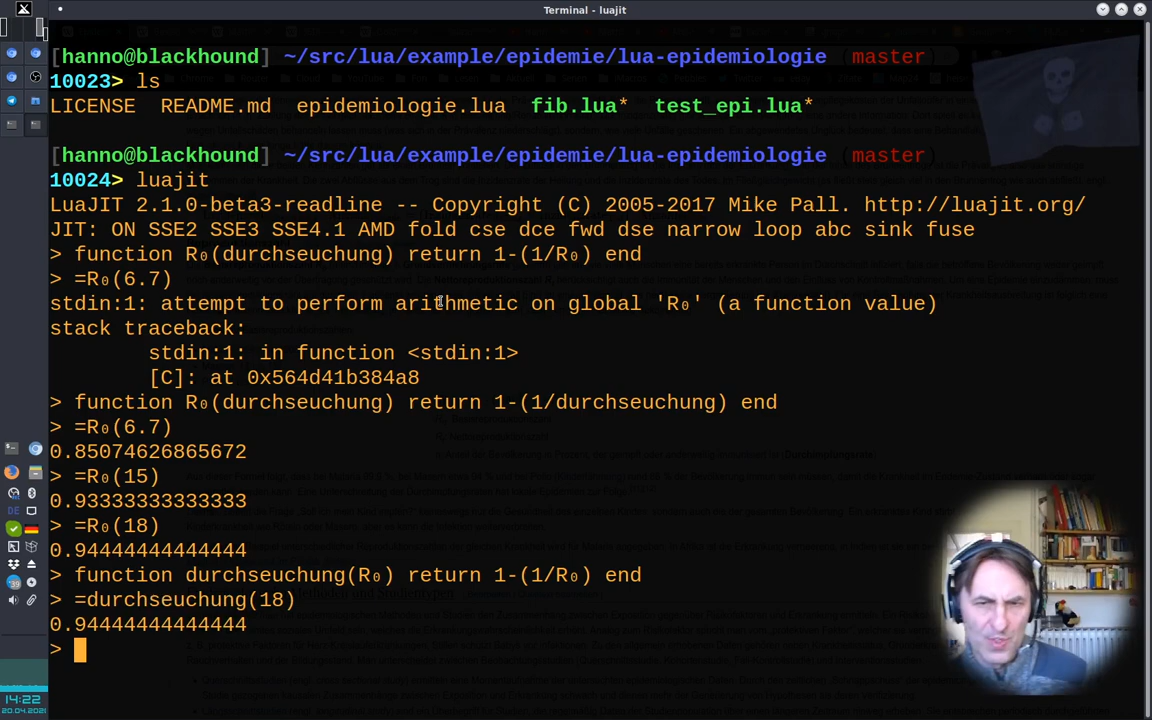 Terminal - luajit
[hanno@blackhound] ~/src/lua/example/epidemie/lua-epidemiologie (master)
10023> ls
LICENSE README.md epidemiologie.lua fib.lua* test_epi.lua*
[hanno@blackhound] ~/src/lua/example/epidemie/lua-epidemiologie (master)
10024> luajit
LuaJIT 2.1.0-beta3-readline -- Copyright (C) 2005-2017 Mike Pall. http://luajit.org/
JIT: ON SSE2 SSE3 SSE4.1 AMD fold cse dce fwd dse narrow loop abc sink fuse
> function R₀(durchseuchung) return 1-(1/R₀) end
> =R₀(6.7)
stdin:1: attempt to perform arithmetic on global 'R₀' (a function value)
stack traceback:
stdin:1: in function <stdin:1>
[C]: at 0x564d41b384a8
> function R₀(durchseuchung) return 1-(1/durchseuchung) end
> =R₀(6.7)
0.85074626865672
> =R₀(15)
0.93333333333333
> =R₀(18)
0.94444444444444
> function durchseuchung(R₀) return 1-(1/R₀) end
> =durchseuchung(18)
0.94444444444444
>
DE
39
14:22
20.04.2021